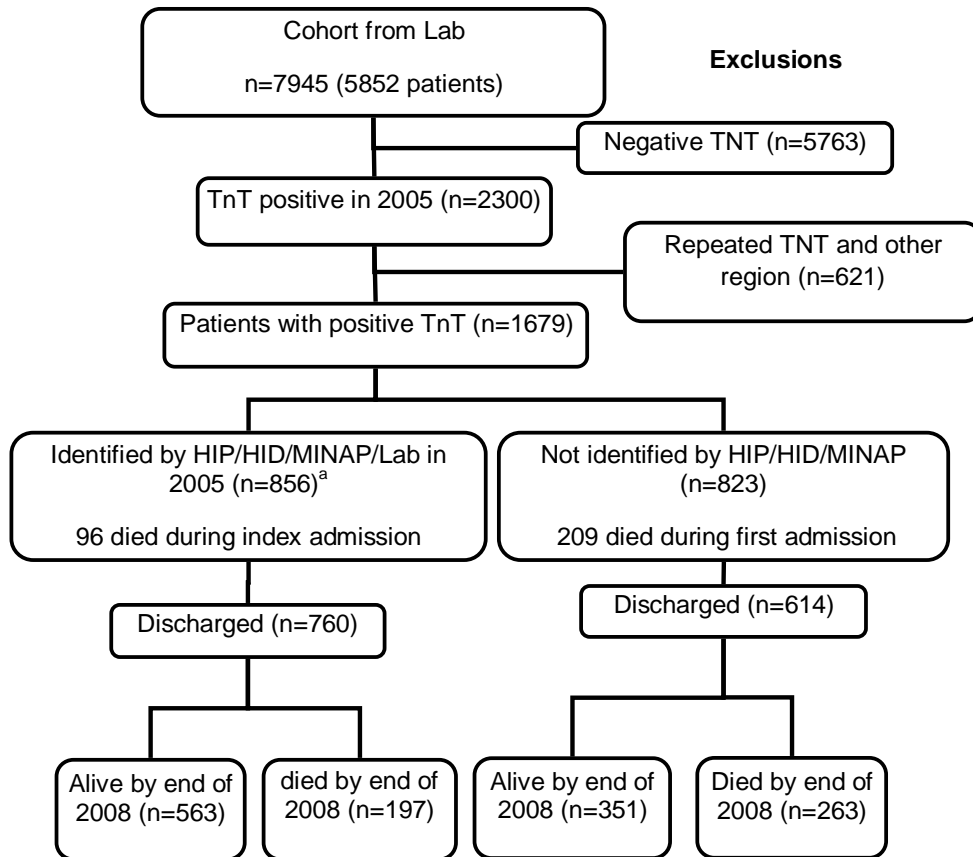 Cohort from Lab
n=7945 (5852 patients)
Exclusions
Negative TNT (n=5763)
TnT positive in 2005 (n=2300)
Repeated TNT and other
region (n=621)
Patients with positive TnT (n=1679)
Identified by HIP/HID/MINAP/Lab in
2005 (n=856)ᵃ
96 died during index admission
Not identified by HIP/HID/MINAP
(n=823)
209 died during first admission
Discharged (n=760)
Discharged (n=614)
Alive by end of
2008 (n=563)
died by end of
2008 (n=197)
Alive by end of
2008 (n=351)
Died by end of
2008 (n=263)